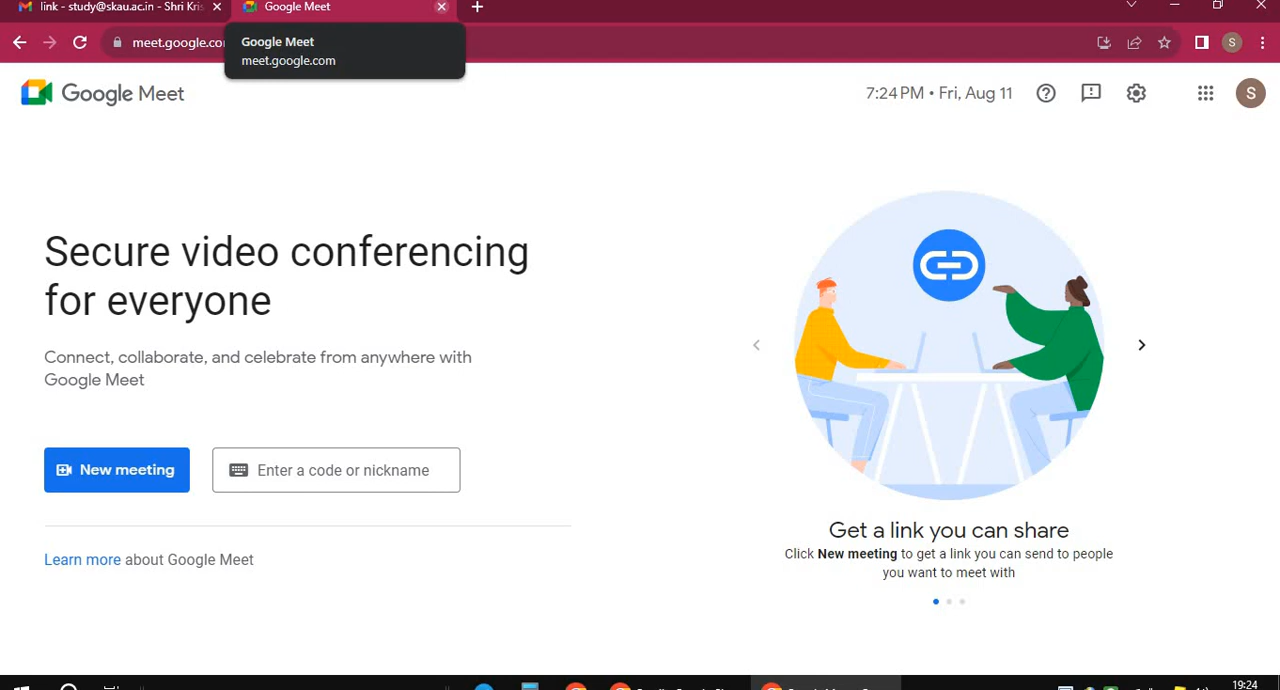 link - study@skau.ac.in - Shri Kris
Google Meet
meet.google.co
Google Meet
meet.google.com
S
Google Meet
7:24 PM • Fri, Aug 11
S
Secure video conferencing
for everyone
Connect, collaborate, and celebrate from anywhere with
Google Meet
New meeting
Enter a code or nickname
Learn more about Google Meet
Get a link you can share
Click New meeting to get a link you can send to people
you want to meet with
19:24